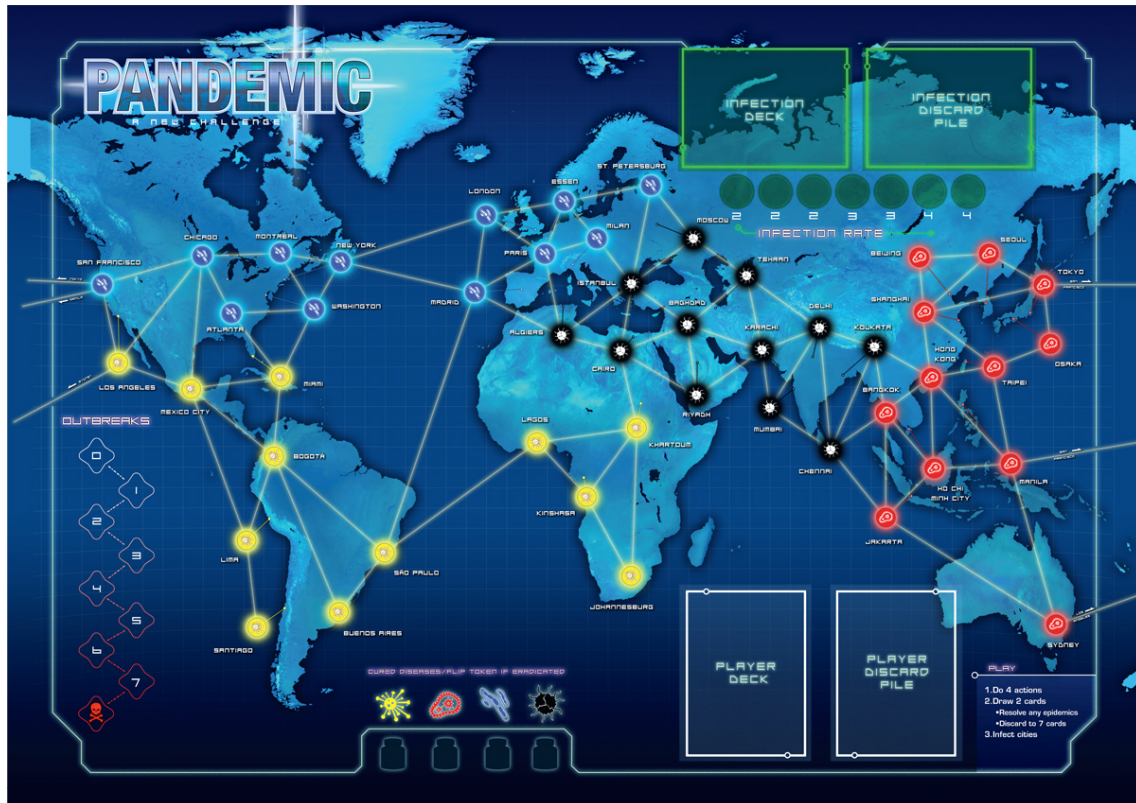 PANDEMIC
A NEW CHALLENGE
INFECTION
DECK
INFECTION
DISCARD
PILE
2 2 2 3 3 4 4
INFECTION RATE
ST. PETERSBURG
ESSEN
LONDON
MOSCOW
MILAN
CHICAGO
MONTRÉAL
NEW YORK
PARIS
BEIJING
SEOUL
SAN FRANCISCO
TEHRAN
TOKYO
ISTANBUL
MADRID
WASHINGTON
BAGHDAD
DELHI
SHANGHAI
ATLANTA
ALGIERS
KARACHI
KOLKATA
HONG
KONG
OSAKA
LOS ANGELES
MIAMI
CAIRO
TAIPEI
MEXICO CITY
RIYADH
BANGKOK
OUTBREAKS
LAGOS
MUMBAI
KHARTOUM
BOGOTÁ
CHENNAI
MANILA
HO CHI
MINH CITY
KINSHASA
JAKARTA
LIMA
SÃO PAULO
JOHANNESBURG
BUENOS AIRES
SANTIAGO
SYDNEY
0
1
2
3
4
5
6
7
CURED DISEASES/FLIP TOKEN IF ERADICATED
PLAYER
DECK
PLAYER
DISCARD
PILE
PLAY
1.Do 4 actions
2.Draw 2 cards
•Resolve any epidemics
•Discard to 7 cards
3.Infect cities